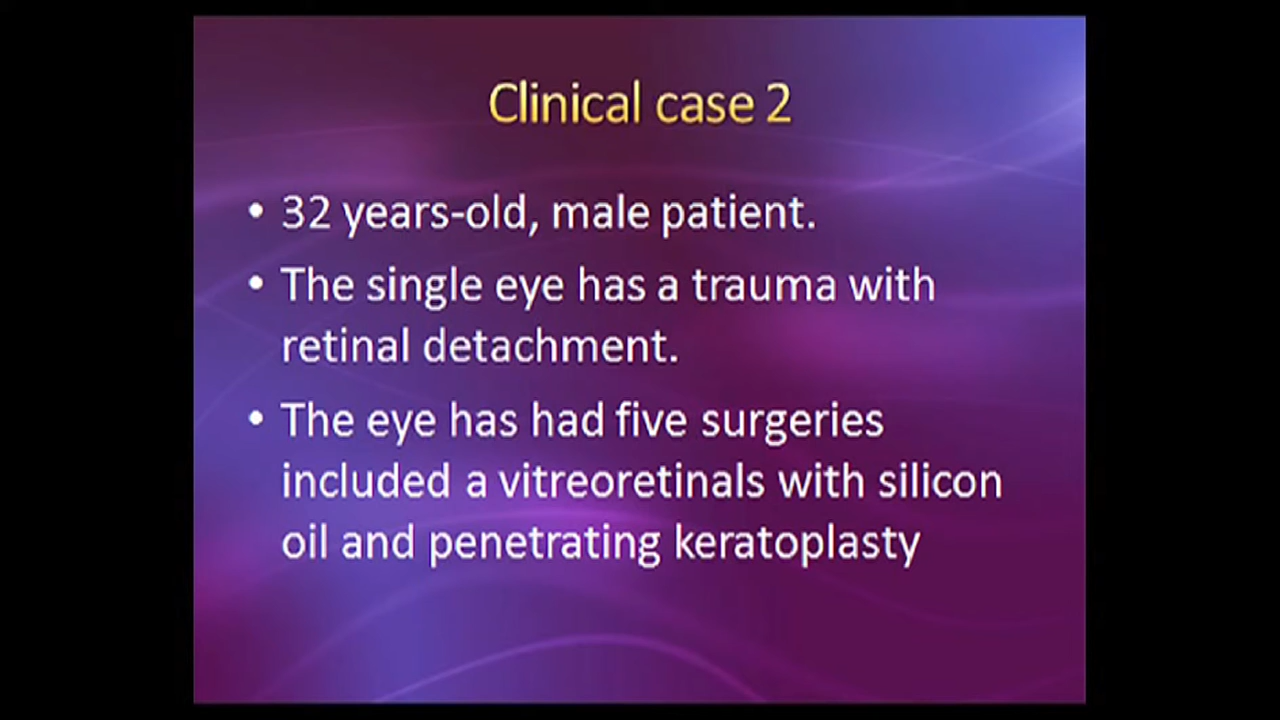 Clinical case 2
• 32 years-old, male patient.
• The single eye has a trauma with
retinal detachment.
• The eye has had five surgeries
included a vitreoretinals with silicon
oil and penetrating keratoplasty